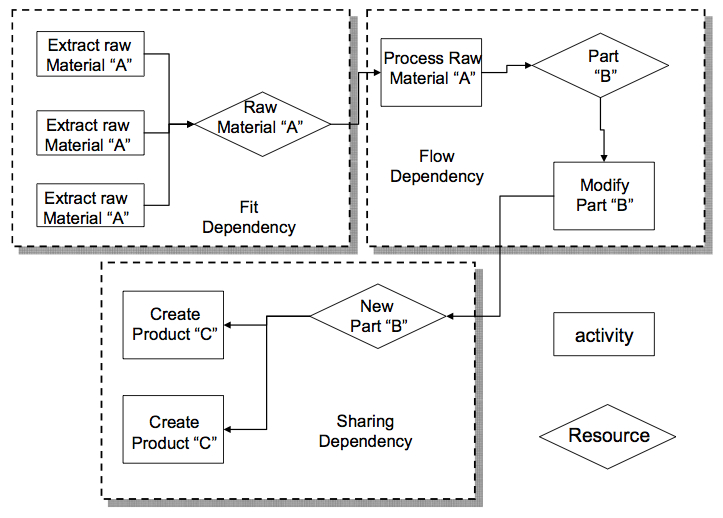 Extract raw
Material “A”
Extract raw
Material “A”
Extract raw
Material “A”
Raw
Material “A”
Fit
Dependency
Process Raw
Material “A”
Part
“B”
Flow
Dependency
Modify
Part “B”
New
Part “B”
Create
Product “C”
Create
Product “C”
Sharing
Dependency
activity
Resource